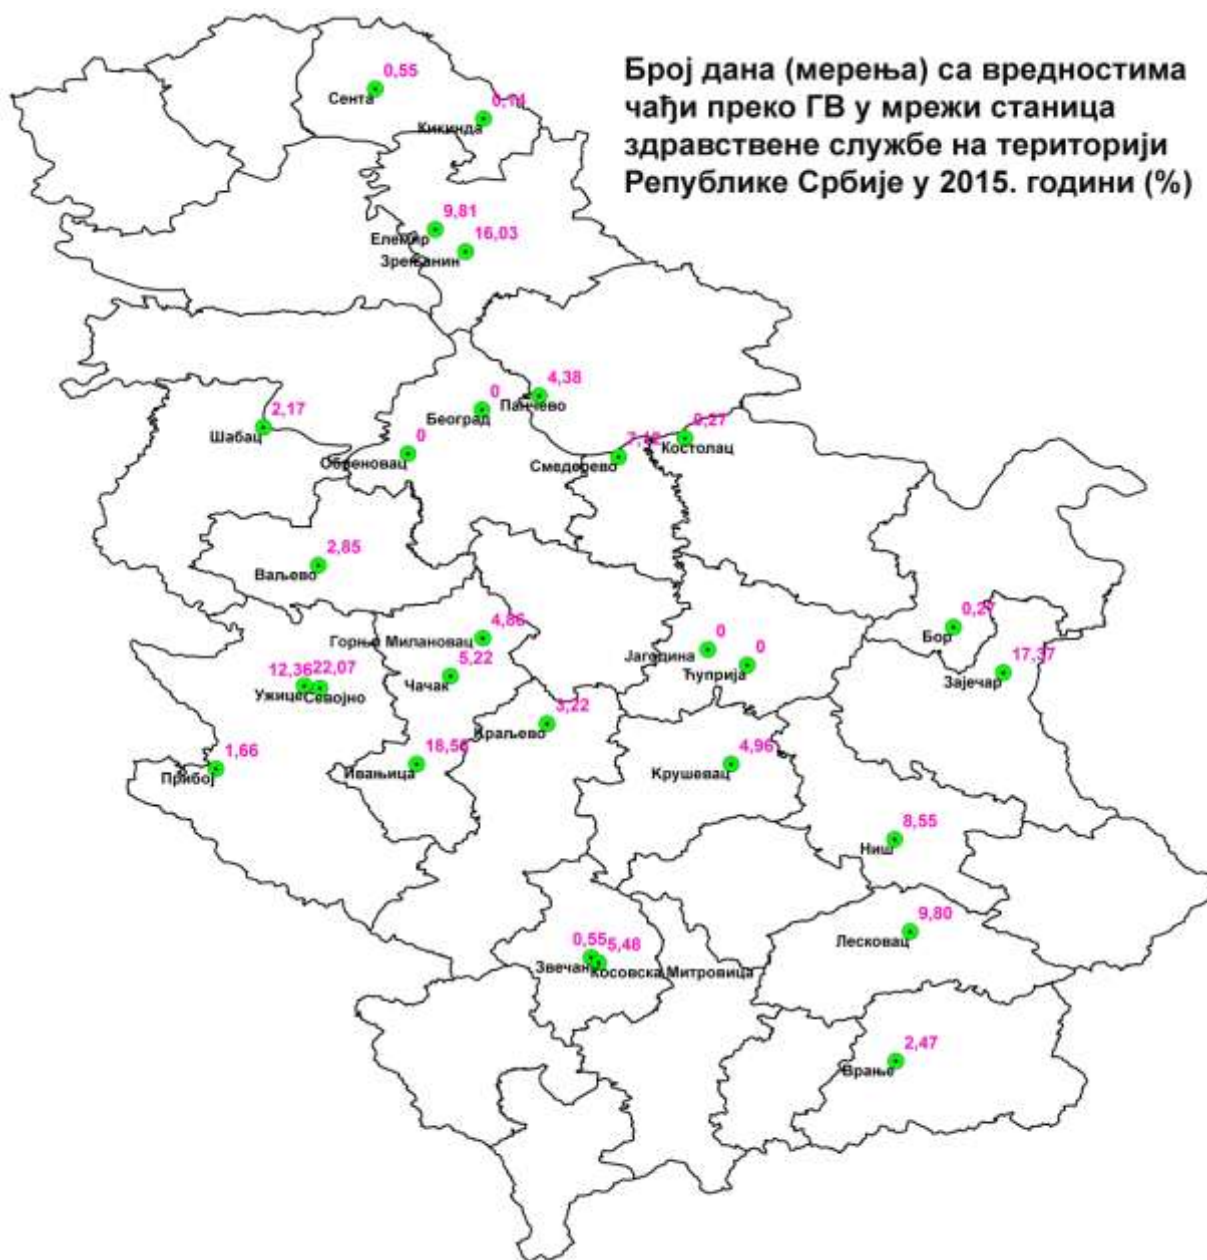 Број дана (мерења) са вредностима
чађи преко ГВ у мрежи станица
здравствене службе на територији
Републике Србије у 2015. години (%)
0,55
Сента
0,14
Кикинда
9,81
Елемир
16,03
Зрењанин
4,38
Панчево
0
Београд
2,17
Шабац
0
Обреновац
0,27
Костолац
Смедерево
2,85
Ваљево
4,86
Горњи Милановац
0
Јагодина
0
Ћуприја
0,27
Бор
17,37
Зајечар
5,22
Чачак
12,36
Ужице
22,07
Севојно
3,22
Краљево
1,66
Прибој
Ивањица
4,96
Крушевац
8,55
Ниш
9,80
Лесковац
0,55
Звечан
5,48
Косовска Митровица
2,47
Врање